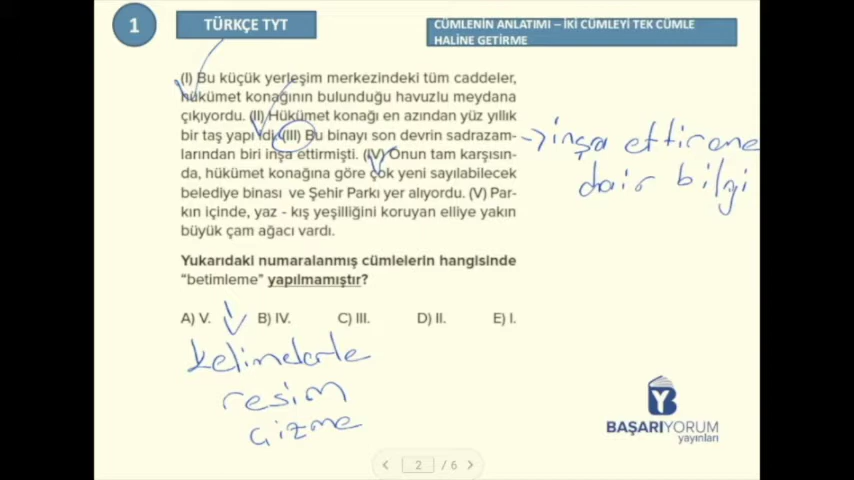 1
TÜRKÇE TYT
CÜMLENİN ANLATIMI – İKİ CÜMLEYİ TEK CÜMLE
HALİNE GETİRME
(I) Bu küçük yerleşim merkezindeki tüm caddeler,
hükümet konağının bulunduğu havuzlu meydana
çıkıyordu. (II) Hükümet konağı en azından yüz yıllık
bir taş yapı idi. (III) Bu binayı son devrin sadrazam-
larından biri inşa ettirmişti. (IV) Onun tam karşısın-
da, hükümet konağına göre çok yeni sayılabilecek
belediye binası ve Şehir Parkı yer alıyordu. (V) Par-
kın içinde, yaz - kış yeşilliğini koruyan elliye yakın
büyük çam ağacı vardı.
inşa ettirene
dair bilgi
Yukarıdaki numaralanmış cümlelerin hangisinde
"betimleme" yapılmamıştır?
A) V. B) IV. C) III. D) II. E) I.
kelimelerle
resim
çizme
BAŞARIYORUM
yayınları
2 / 6